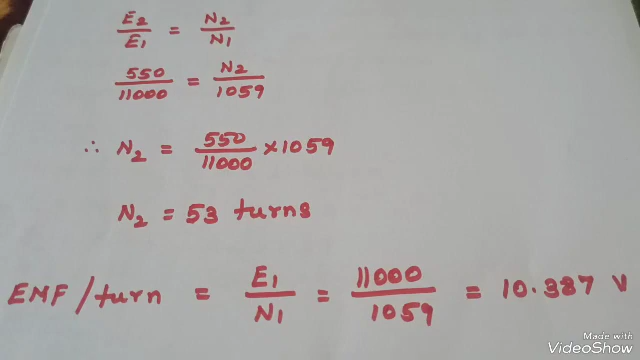 E2/E1 = N2/N1
550/11000 = N2/1059
∴ N2 = 550/11000 × 1059
N2 = 53 turns
EMF/turn = E1/N1 = 11000/1059 = 10.387 V
Made with
VideoShow